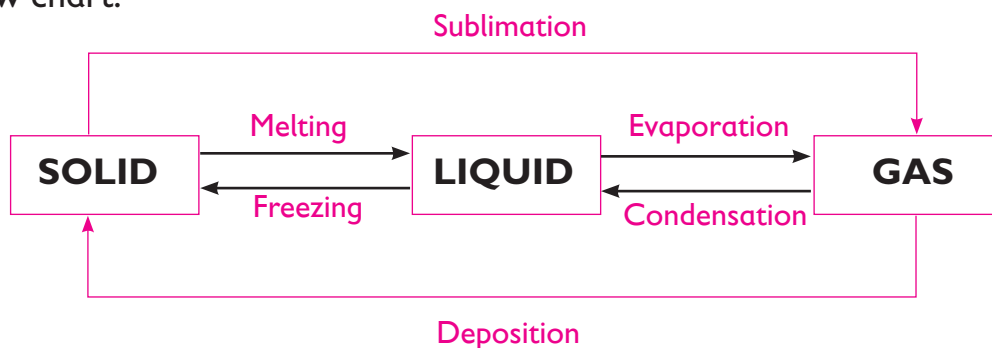 w chart.
Sublimation
Melting
Evaporation
SOLID
LIQUID
GAS
Freezing
Condensation
Deposition